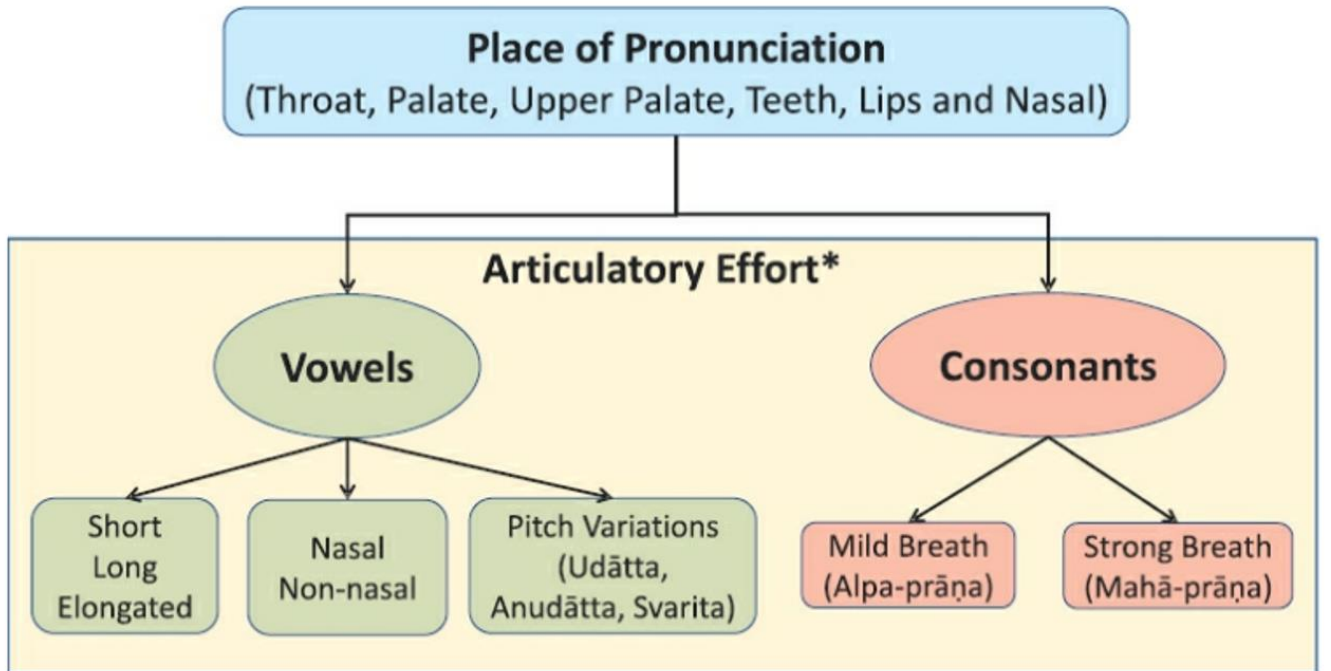 Place of Pronunciation
(Throat, Palate, Upper Palate, Teeth, Lips and Nasal)
Articulatory Effort*
Vowels
Consonants
Short
Long
Elongated
Nasal
Non-nasal
Pitch Variations
(Udātta,
Anudātta, Svarita)
Mild Breath
(Alpa-prāṇa)
Strong Breath
(Mahā-prāṇa)